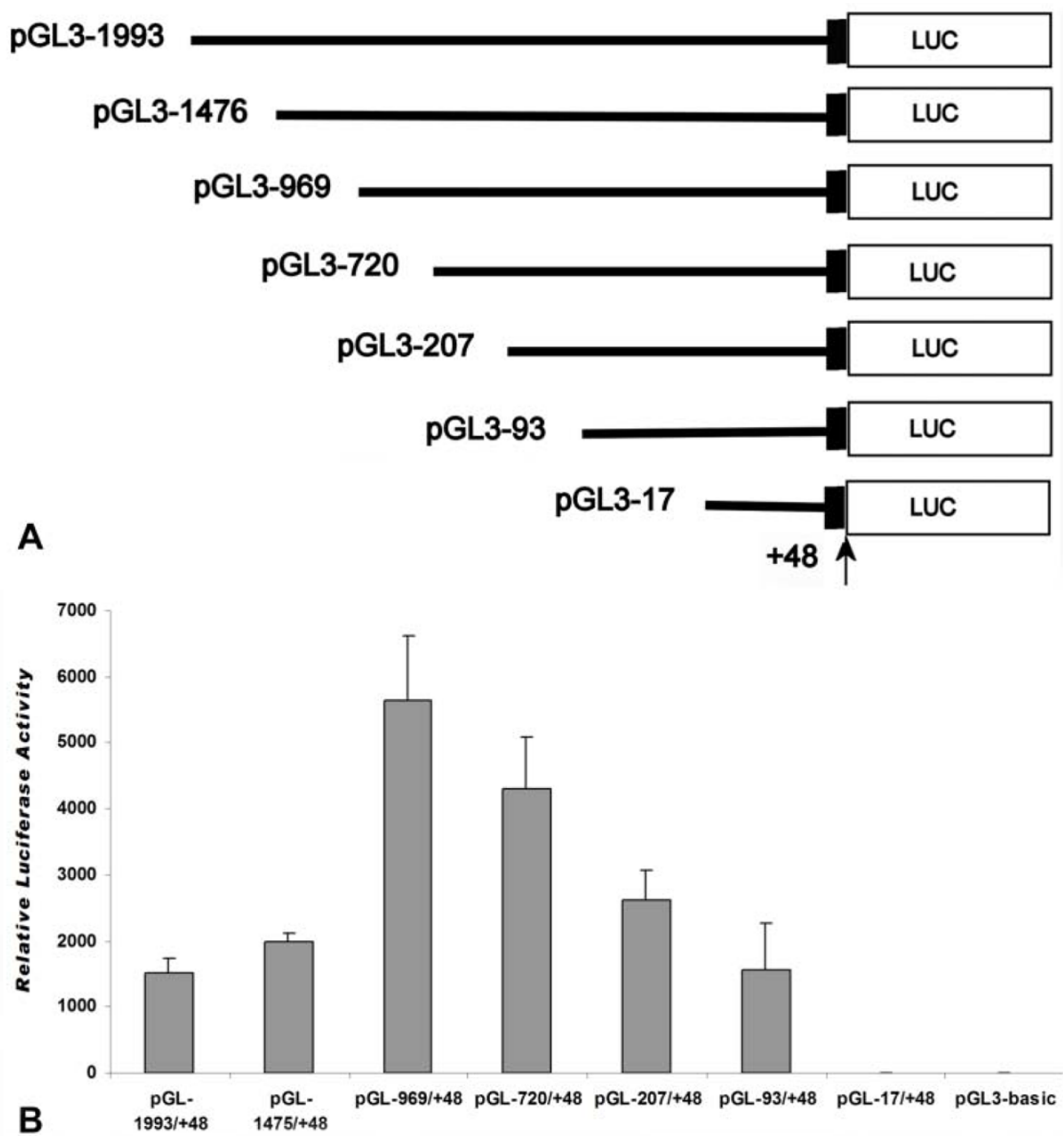 pGL3-1993
LUC
pGL3-1476
LUC
pGL3-969
LUC
pGL3-720
LUC
pGL3-207
LUC
pGL3-93
LUC
pGL3-17
LUC
A
+48
7000
6000
5000
4000
3000
2000
1000
0
Relative Luciferase Activity
pGL-
1993/+48
pGL-
1475/+48
pGL-969/+48
pGL-720/+48
pGL-207/+48
pGL-93/+48
pGL-17/+48
pGL3-basic
B